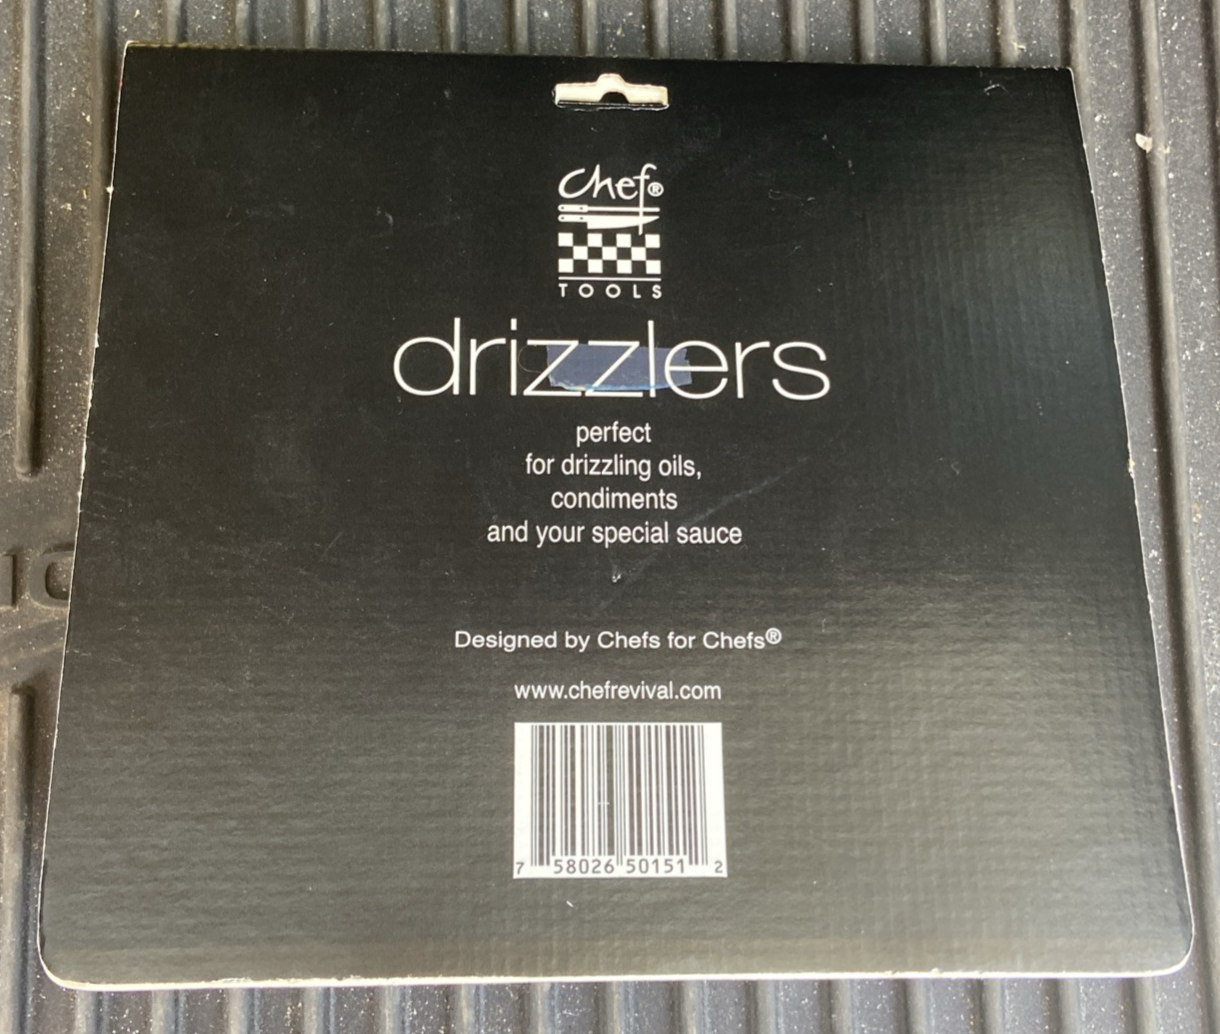 Chef®
TOOLS
drizzlers
perfect
for drizzling oils,
condiments
and your special sauce
Designed by Chefs for Chefs®
www.chefrevival.com
7 58026 50151 2